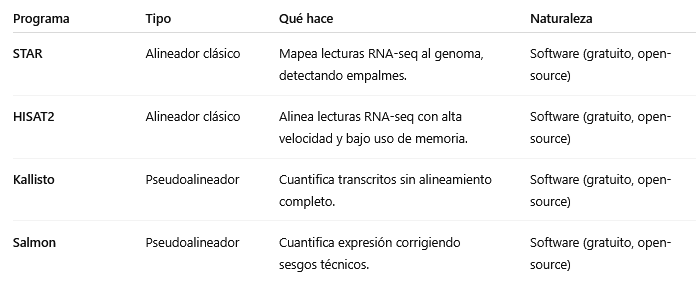 Programa Tipo Qué hace Naturaleza
STAR Alineador clásico Mapea lecturas RNA-seq al genoma, Software (gratuito, open-
detectando empalmes. source)
HISAT2 Alineador clásico Alinea lecturas RNA-seq con alta Software (gratuito, open-
velocidad y bajo uso de memoria. source)
Kallisto Pseudoalineador Cuantifica transcritos sin alineamiento Software (gratuito, open-
completo. source)
Salmon Pseudoalineador Cuantifica expresión corrigiendo Software (gratuito, open-
sesgos técnicos. source)